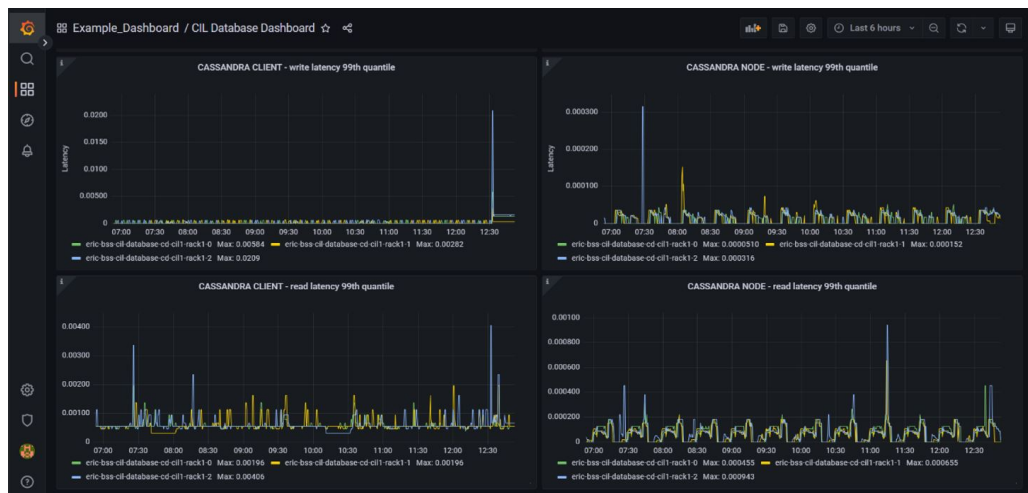 Example_Dashboard / CIL Database Dashboard
Last 6 hours
CASSANDRA CLIENT - write latency 99th quantile
Latency
0.0200
0.0150
0.0100
0.00500
0
07:00 07:30 08:00 08:30 09:00 09:30 10:00 10:30 11:00 11:30 12:00 12:30
eric-bss-cil-database-cd-cil1-rack1-0 Max: 0.00584 eric-bss-cil-database-cd-cil1-rack1-1 Max: 0.00282
eric-bss-cil-database-cd-cil1-rack1-2 Max: 0.0209
CASSANDRA NODE - write latency 99th quantile
Latency
0.000300
0.000200
0.000100
0
07:00 07:30 08:00 08:30 09:00 09:30 10:00 10:30 11:00 11:30 12:00 12:30
eric-bss-cil-database-cd-cil1-rack1-0 Max: 0.0000510 eric-bss-cil-database-cd-cil1-rack1-1 Max: 0.000152
eric-bss-cil-database-cd-cil1-rack1-2 Max: 0.000316
CASSANDRA CLIENT - read latency 99th quantile
0.00400
0.00300
0.00200
0.00100
0
07:00 07:30 08:00 08:30 09:00 09:30 10:00 10:30 11:00 11:30 12:00 12:30
eric-bss-cil-database-cd-cil1-rack1-0 Max: 0.00196 eric-bss-cil-database-cd-cil1-rack1-1 Max: 0.00196
eric-bss-cil-database-cd-cil1-rack1-2 Max: 0.00406
CASSANDRA NODE - read latency 99th quantile
0.00100
0.000800
0.000600
0.000400
0.000200
0
07:00 07:30 08:00 08:30 09:00 09:30 10:00 10:30 11:00 11:30 12:00 12:30
eric-bss-cil-database-cd-cil1-rack1-0 Max: 0.000455 eric-bss-cil-database-cd-cil1-rack1-1 Max: 0.000655
eric-bss-cil-database-cd-cil1-rack1-2 Max: 0.000943